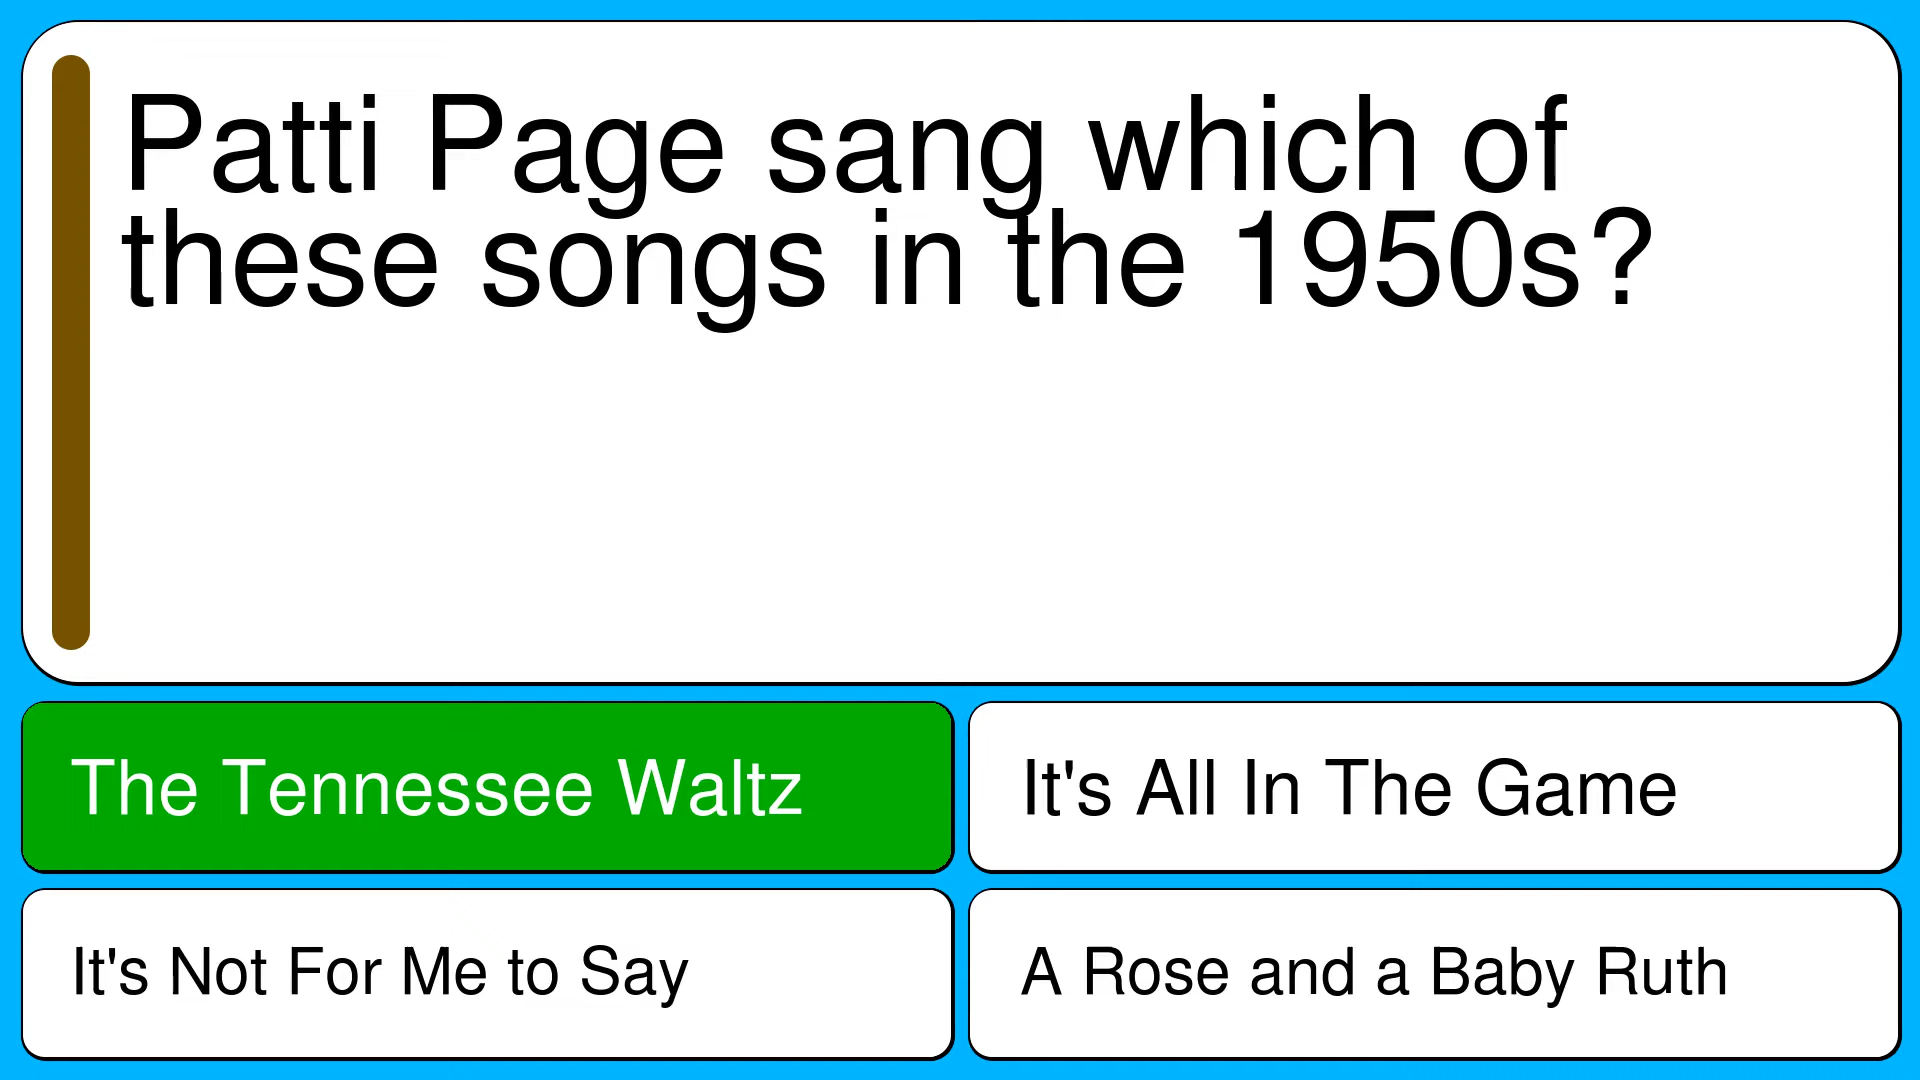 Patti Page sang which of
these songs in the 1950s?
The Tennessee Waltz
It's All In The Game
It's Not For Me to Say
A Rose and a Baby Ruth